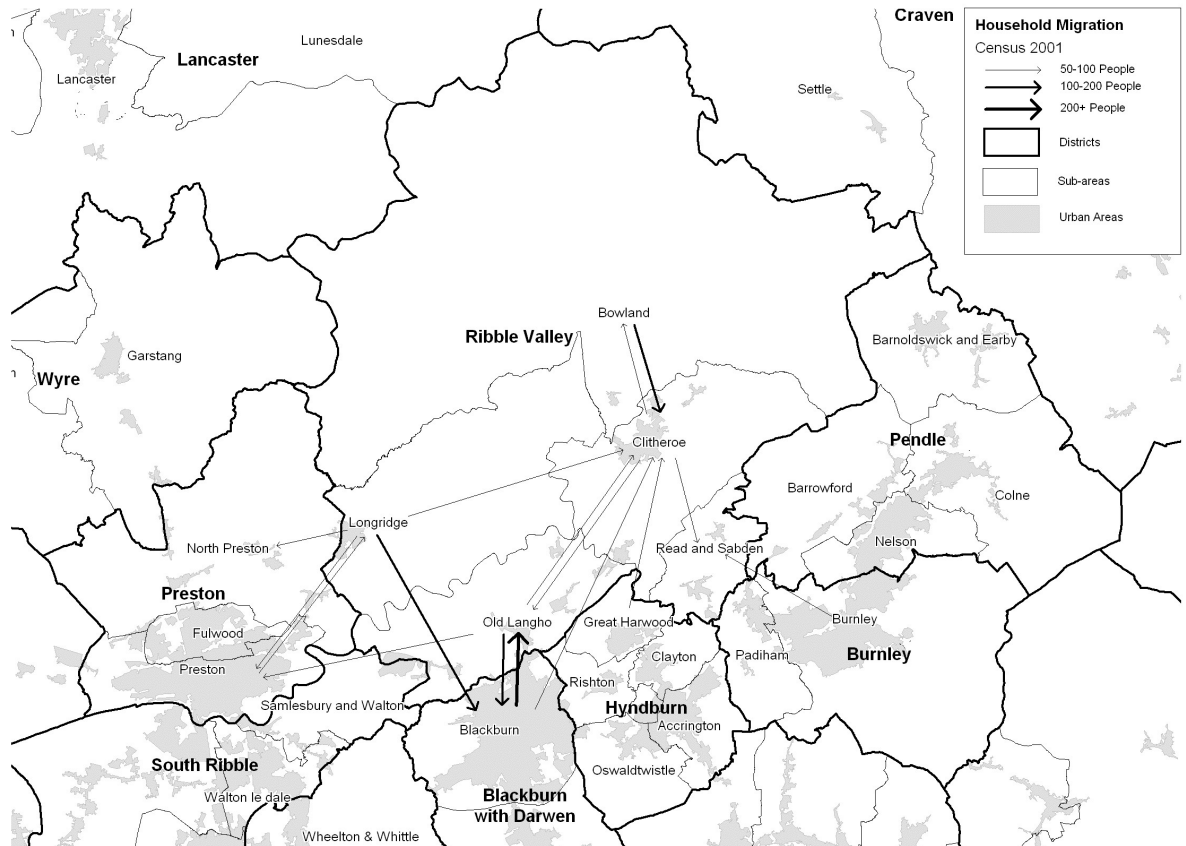 Craven
Lunesdale
Lancaster
Lancaster
Settle
Household Migration
Census 2001
50-100 People
100-200 People
200+ People
Districts
Sub-areas
Urban Areas
Bowland
Ribble Valley
Barnoldswick and Earby
Garstang
Wyre
Clitheroe
Pendle
Barrowford
Colne
Longridge
North Preston
Read and Sabden
Nelson
Preston
Fulwood
Old Langho
Great Harwood
Burnley
Burnley
Padiham
Clayton
Preston
Rishton
Samlesbury and Walton
Hyndburn
Accrington
Blackburn
South Ribble
Oswaldtwistle
Walton le dale
Blackburn
with Darwen
Wheelton & Whittle